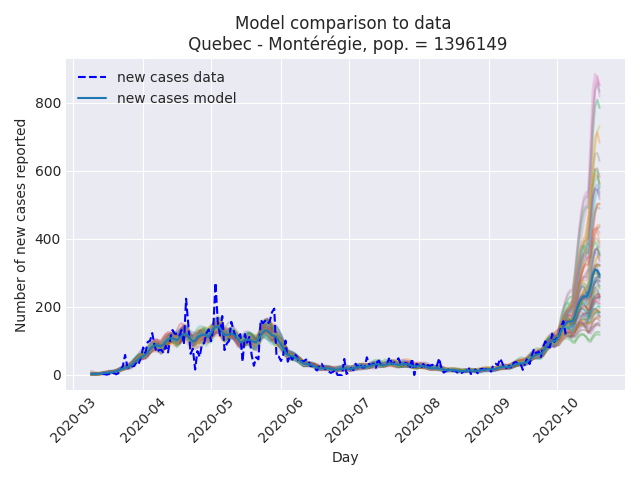 Model comparison to data
Quebec - Montérégie, pop. = 1396149
new cases data
new cases model
Number of new cases reported
800
600
400
200
0
2020-03
2020-04
2020-05
2020-06
2020-07
2020-08
2020-09
2020-10
Day